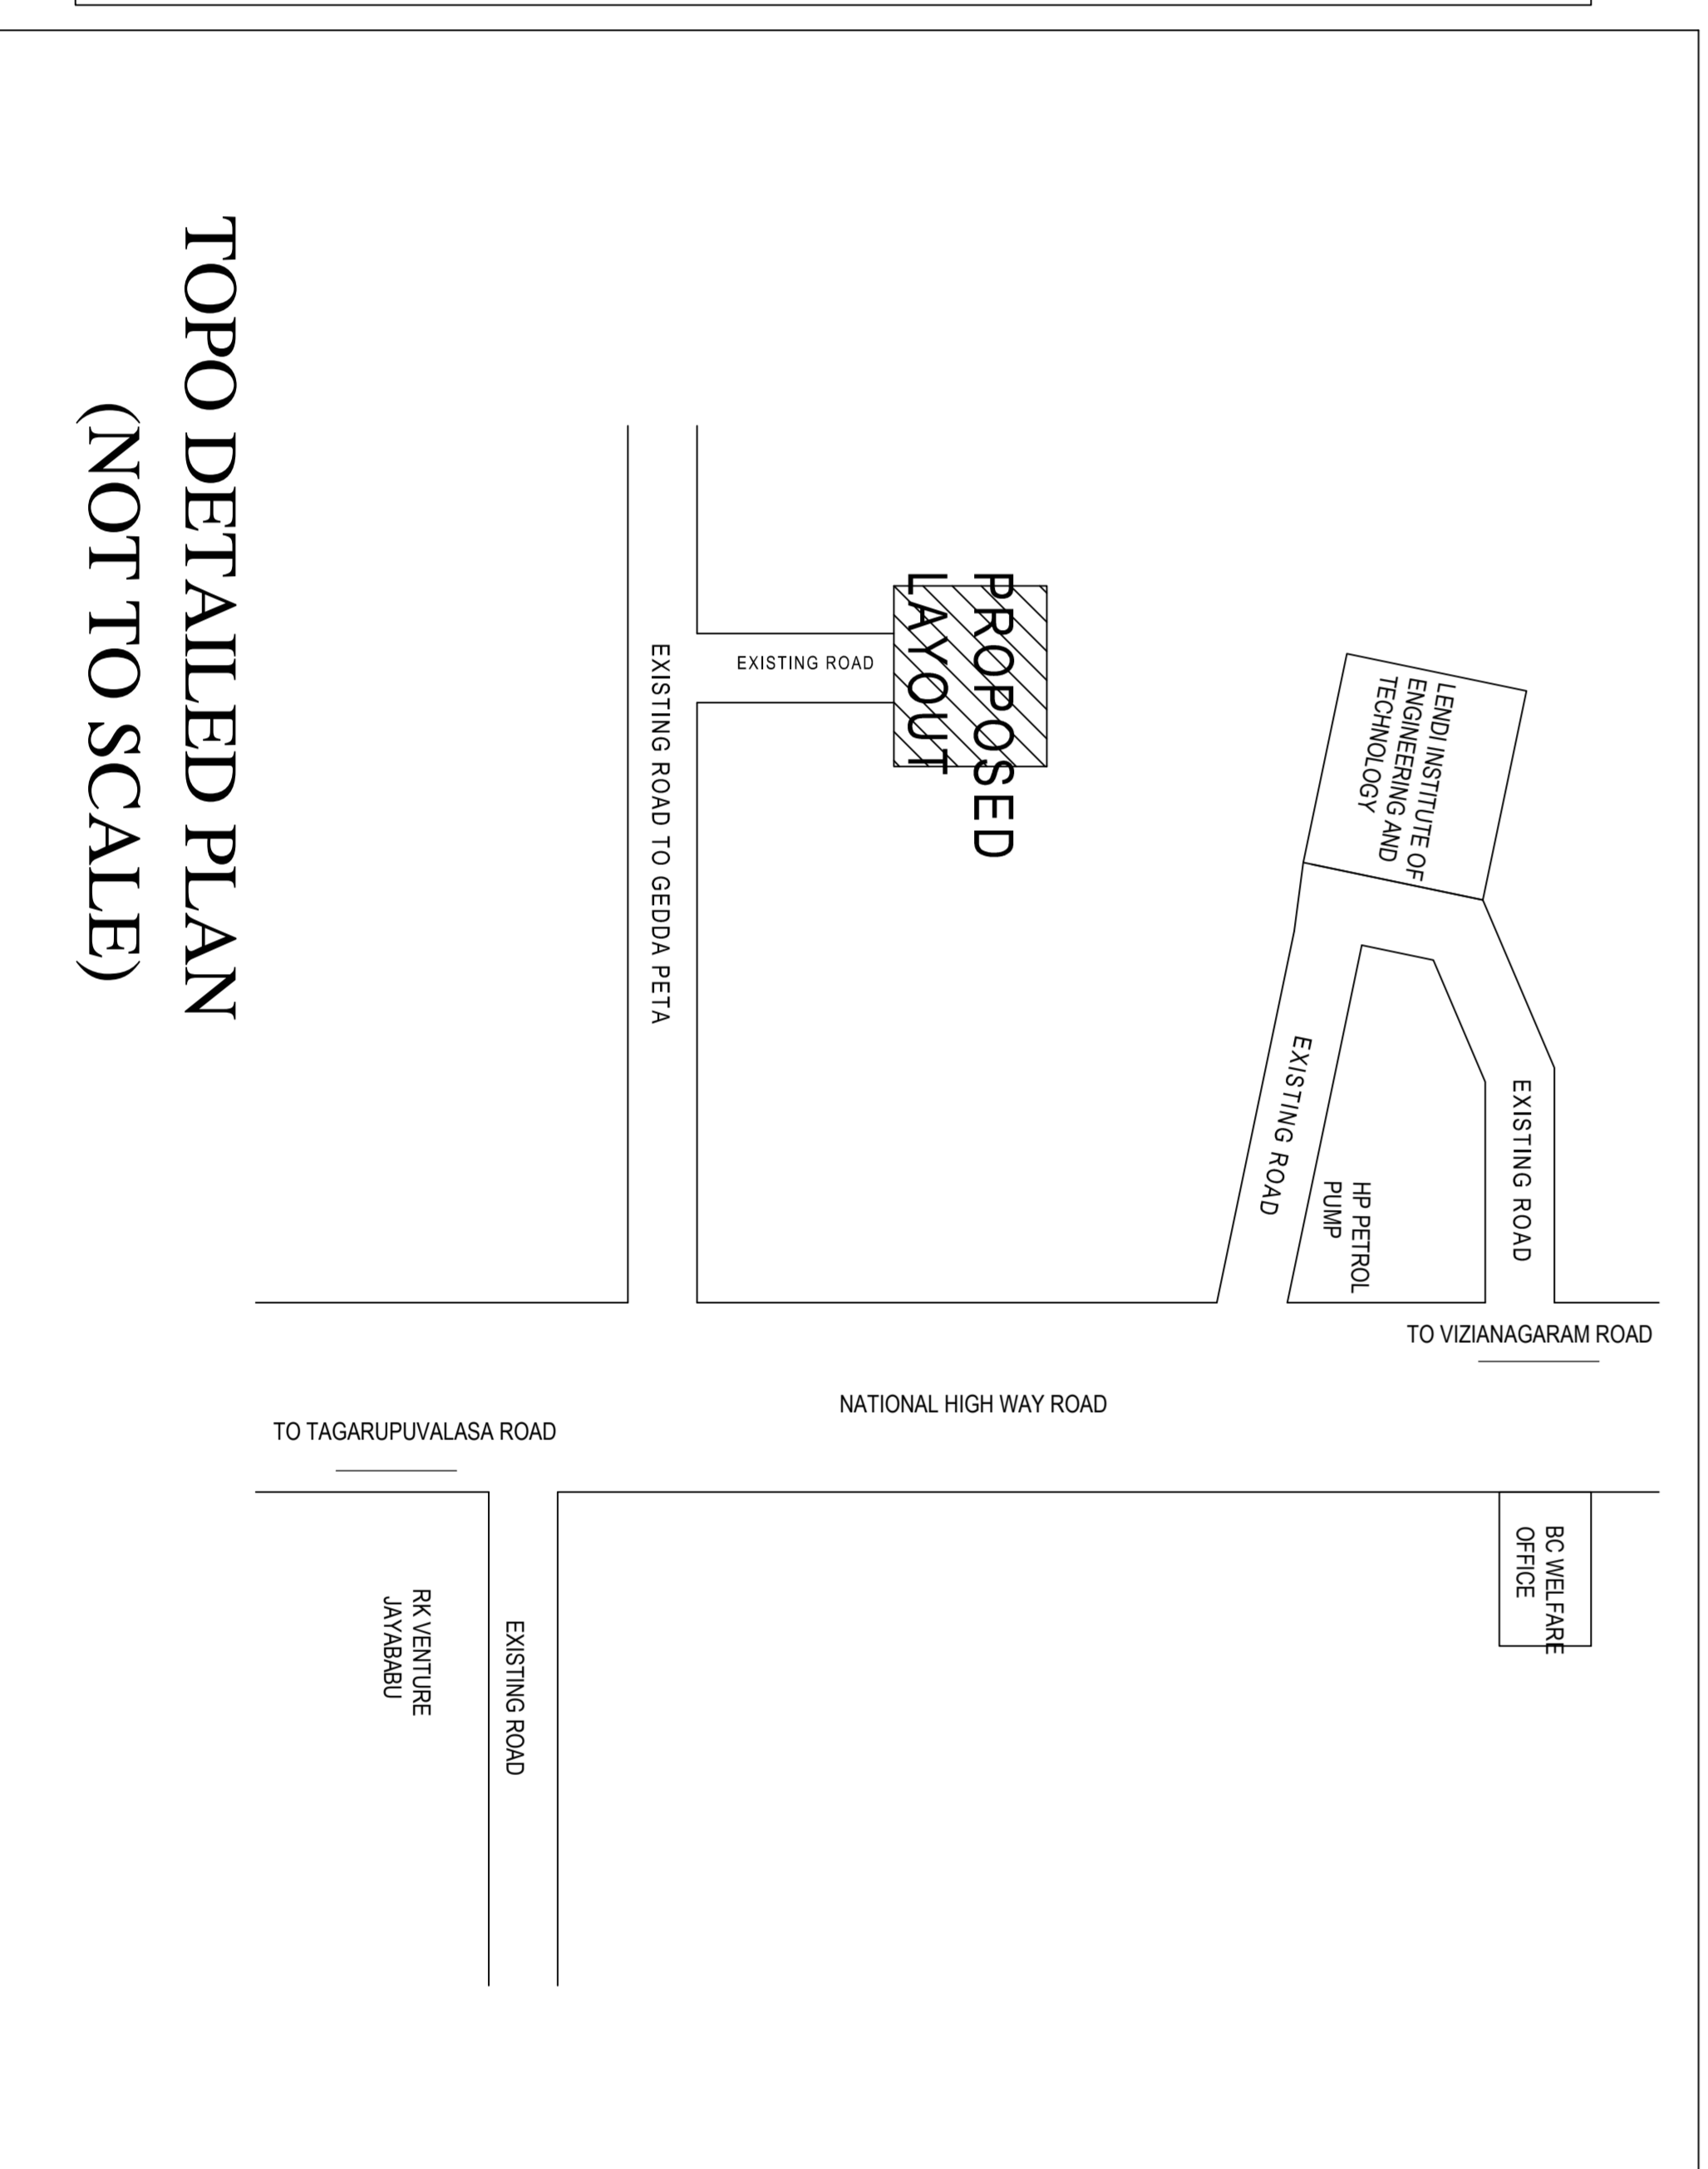 TOPO DETAILED PLAN
(NOT TO SCALE)
PROPOSED
LAYOUT
EXISTING ROAD
EXISTING ROAD TO GEDDA PETA
LENDI INSTITUTE OF
ENGINEERING AND
TECHNOLOGY
EXISTING ROAD
EXISTING ROAD
HP PETROL
PUMP
TO VIZIANAGARAM ROAD
NATIONAL HIGH WAY ROAD
TO TAGARUPUVALASA ROAD
BC WELFARE
OFFICE
RK VENTURE
JAYABABU
EXISTING ROAD